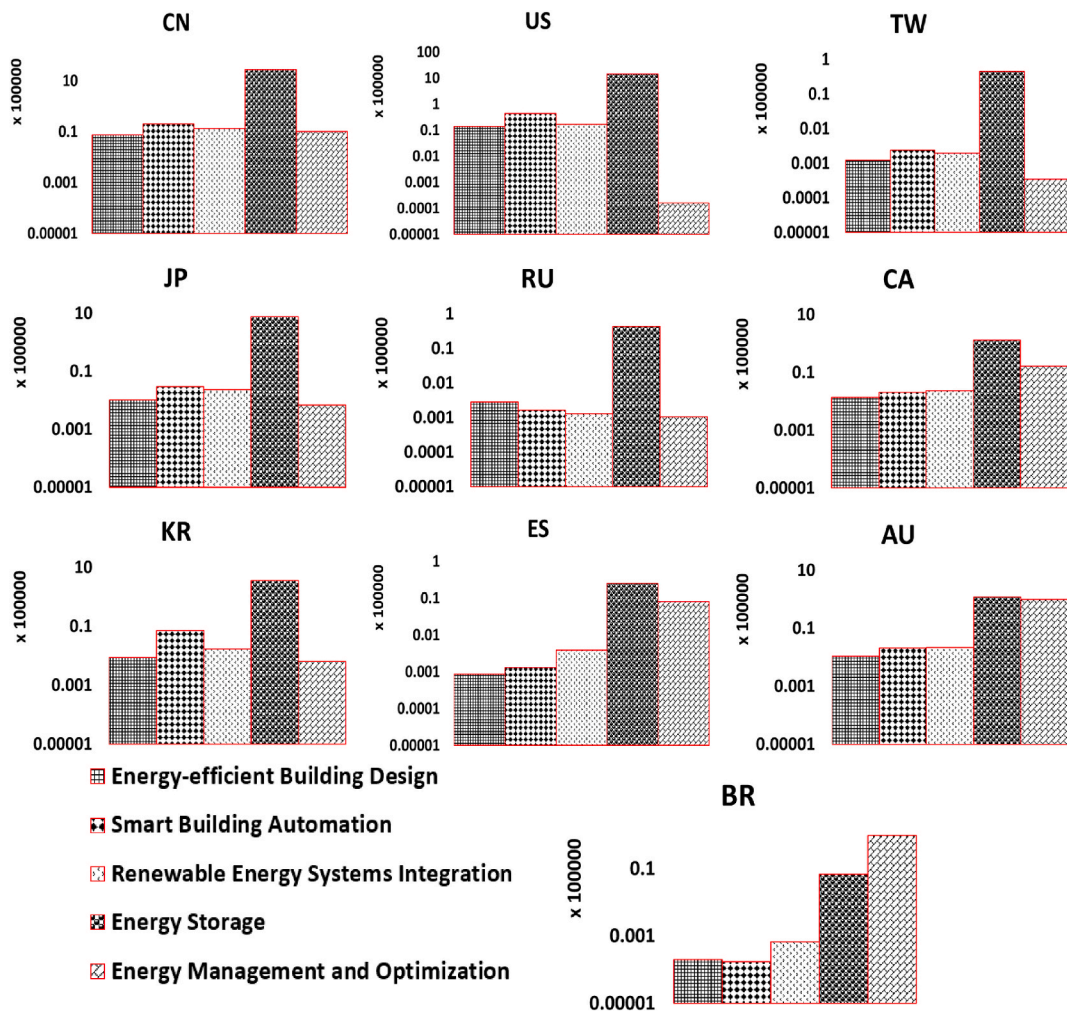 CN
x 100000
10
0.1
0.001
0.00001
US
x 100000
100
10
1
0.1
0.01
0.001
0.0001
0.00001
TW
x 100000
1
0.1
0.01
0.001
0.0001
0.00001
JP
x 100000
10
0.1
0.001
0.00001
RU
x 100000
1
0.1
0.01
0.001
0.0001
0.00001
CA
x 100000
10
0.1
0.001
0.00001
KR
x 100000
10
0.1
0.001
0.00001
ES
x 100000
1
0.1
0.01
0.001
0.0001
0.00001
AU
x 100000
10
0.1
0.001
0.00001
Energy-efficient Building Design
Smart Building Automation
Renewable Energy Systems Integration
Energy Storage
Energy Management and Optimization
BR
x 100000
0.1
0.001
0.00001